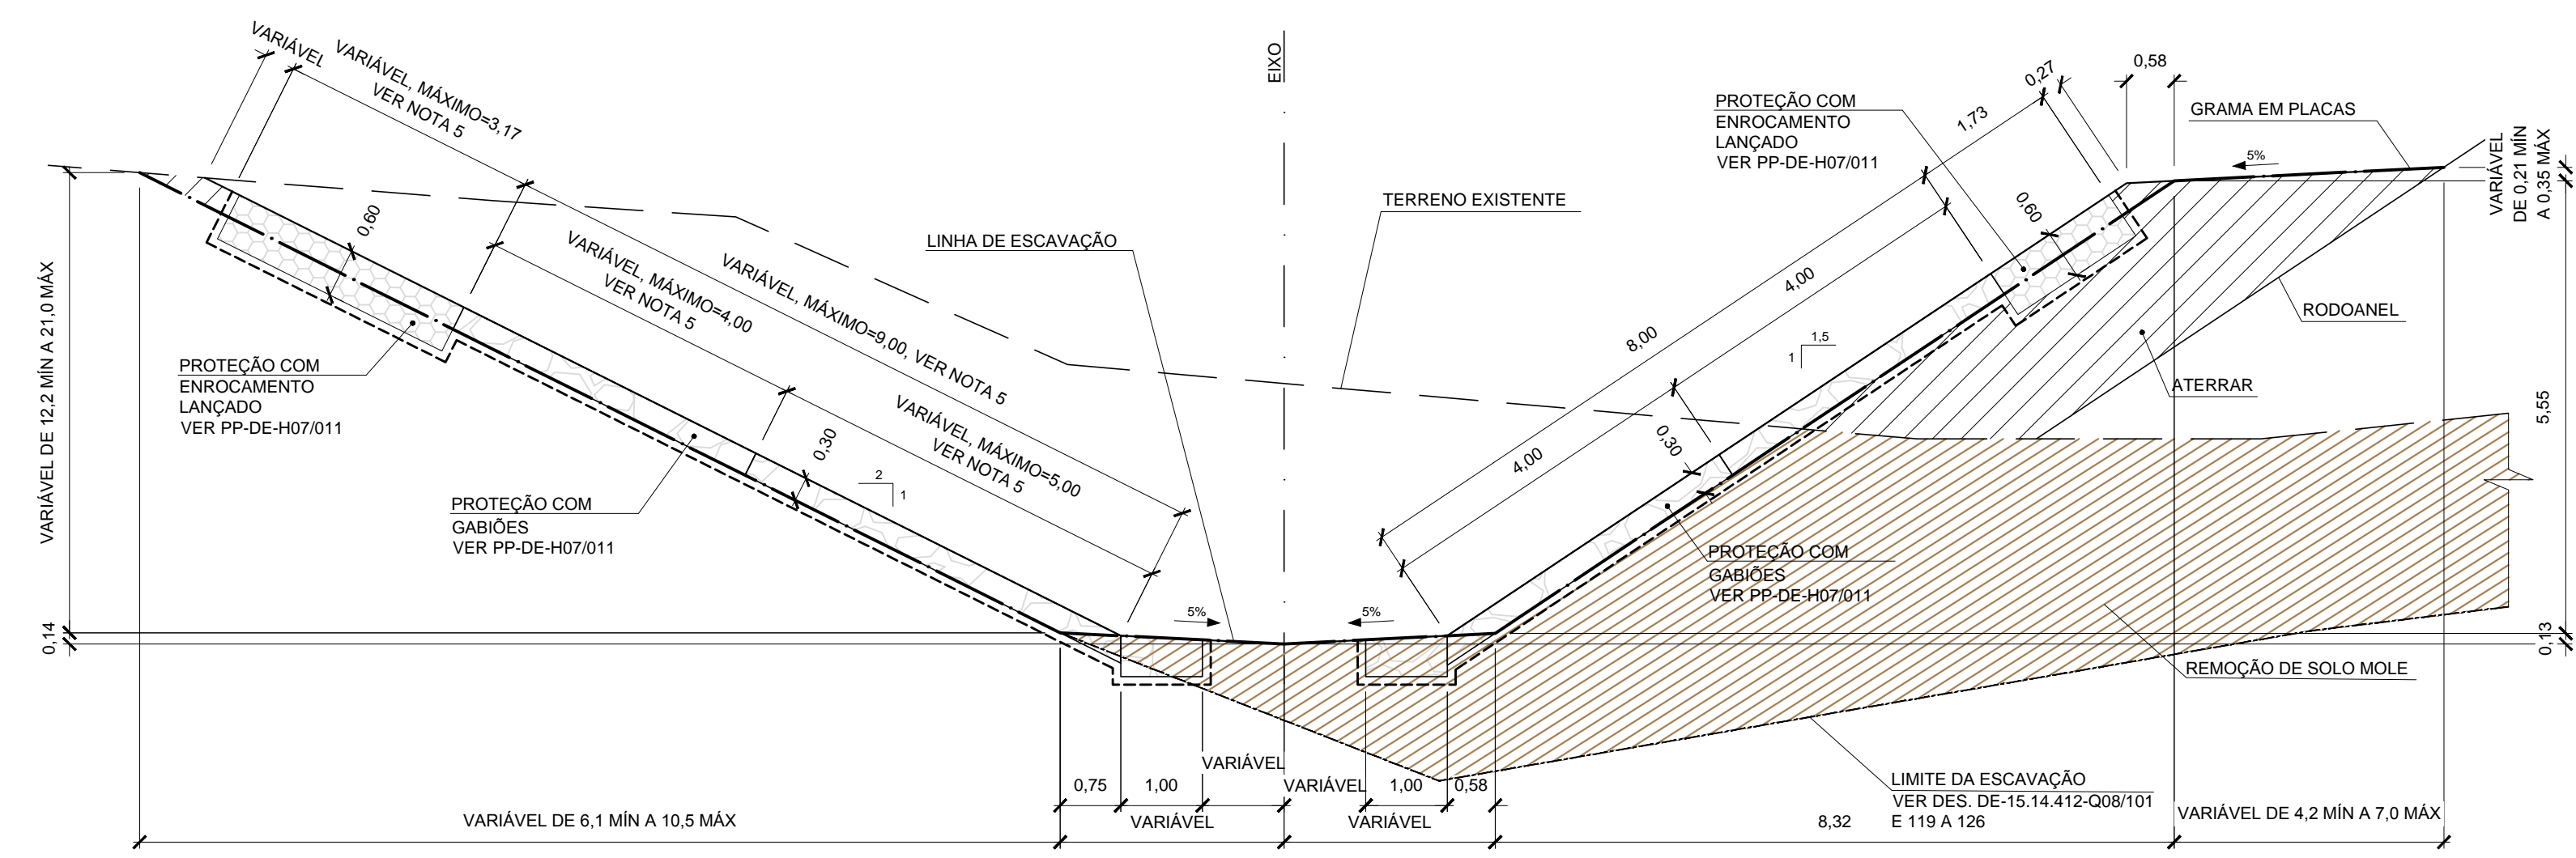 VARIÁVEL
VARIÁVEL, MÁXIMO=3,17
VER NOTA 5
EIXO
0,58
0,27
PROTEÇÃO COM
ENROCAMENTO
LANÇADO
VER PP-DE-H07/011
1,73
GRAMA EM PLACAS
5%
VARIÁVEL
DE 0,21 MÍN
A 0,35 MÁX
0,60
0,60
TERRENO EXISTENTE
LINHA DE ESCAVAÇÃO
VARIÁVEL, MÁXIMO=4,00
VER NOTA 5
VARIÁVEL, MÁXIMO=9,00, VER NOTA 5
4,00
8,00
RODOANEL
1,5
1
PROTEÇÃO COM
ENROCAMENTO
LANÇADO
VER PP-DE-H07/011
ATERRAR
VARIÁVEL DE 12,2 MÍN A 21,0 MÁX
5,55
VARIÁVEL, MÁXIMO=5,00
VER NOTA 5
0,30
0,30
4,00
2
1
PROTEÇÃO COM
GABIÕES
VER PP-DE-H07/011
PROTEÇÃO COM
GABIÕES
VER PP-DE-H07/011
5%
5%
0,14
0,13
REMOÇÃO DE SOLO MOLE
VARIÁVEL
0,75
1,00
VARIÁVEL
1,00
0,58
LIMITE DA ESCAVAÇÃO
VER DES. DE-15.14.412-Q08/101
E 119 A 126
VARIÁVEL DE 6,1 MÍN A 10,5 MÁX
VARIÁVEL
VARIÁVEL
8,32
VARIÁVEL DE 4,2 MÍN A 7,0 MÁX